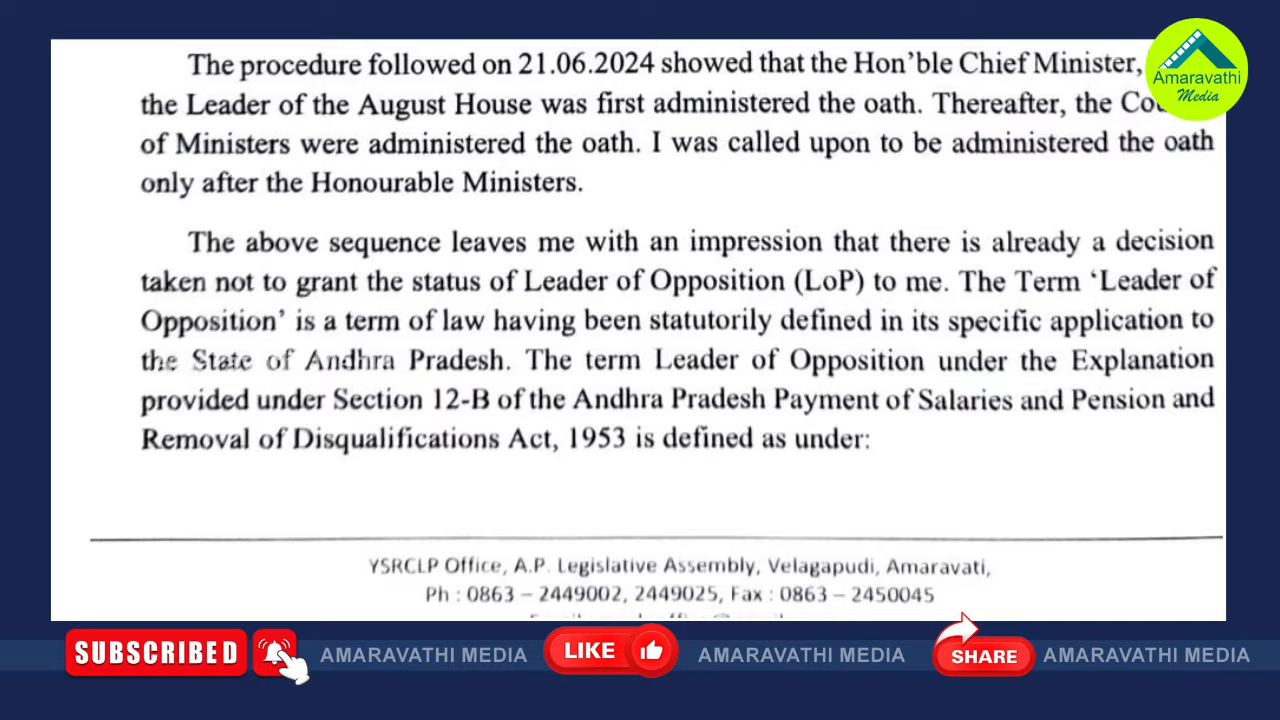 The procedure followed on 21.06.2024 showed that the Hon’ble Chief Minister,
the Leader of the August House was first administered the oath. Thereafter, the
of Ministers were administered the oath. I was called upon to be administered the oath
only after the Honourable Ministers.
The above sequence leaves me with an impression that there is already a decision
taken not to grant the status of Leader of Opposition (LoP) to me. The Term ‘Leader of
Opposition’ is a term of law having been statutorily defined in its specific application to
the State of Andhra Pradesh. The term Leader of Opposition under the Explanation
provided under Section 12-B of the Andhra Pradesh Payment of Salaries and Pension and
Removal of Disqualifications Act, 1953 is defined as under:
YSRCLP Office, A.P. Legislative Assembly, Velagapudi, Amaravati,
Ph : 0863 – 2449002, 2449025, Fax : 0863 – 2450045
Amaravathi
Media
SUBSCRIBED
AMARAVATHI MEDIA
LIKE
AMARAVATHI MEDIA
SHARE
AMARAVATHI MEDIA